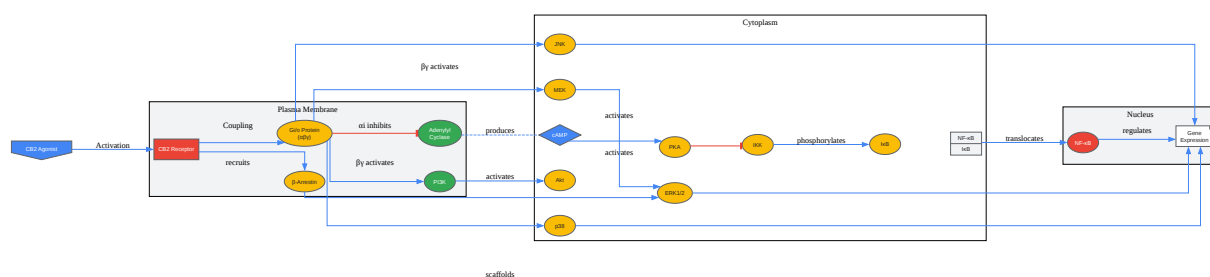 Cytoplasm
JNK
βγ activates
MEK
Plasma Membrane
activates
Nucleus
Coupling
Gi/o Protein
(αβγ)
αi inhibits
Adenylyl
Cyclase
produces
cAMP
NF-κB
IκB
translocates
regulates
Gene
Expression
CB2 Agonist
Activation
CB2 Receptor
PKA
IKK
phosphorylates
IκB
NF-κB
recruits
βγ activates
activates
β-Arrestin
PI3K
activates
Akt
ERK1/2
p38
scaffolds